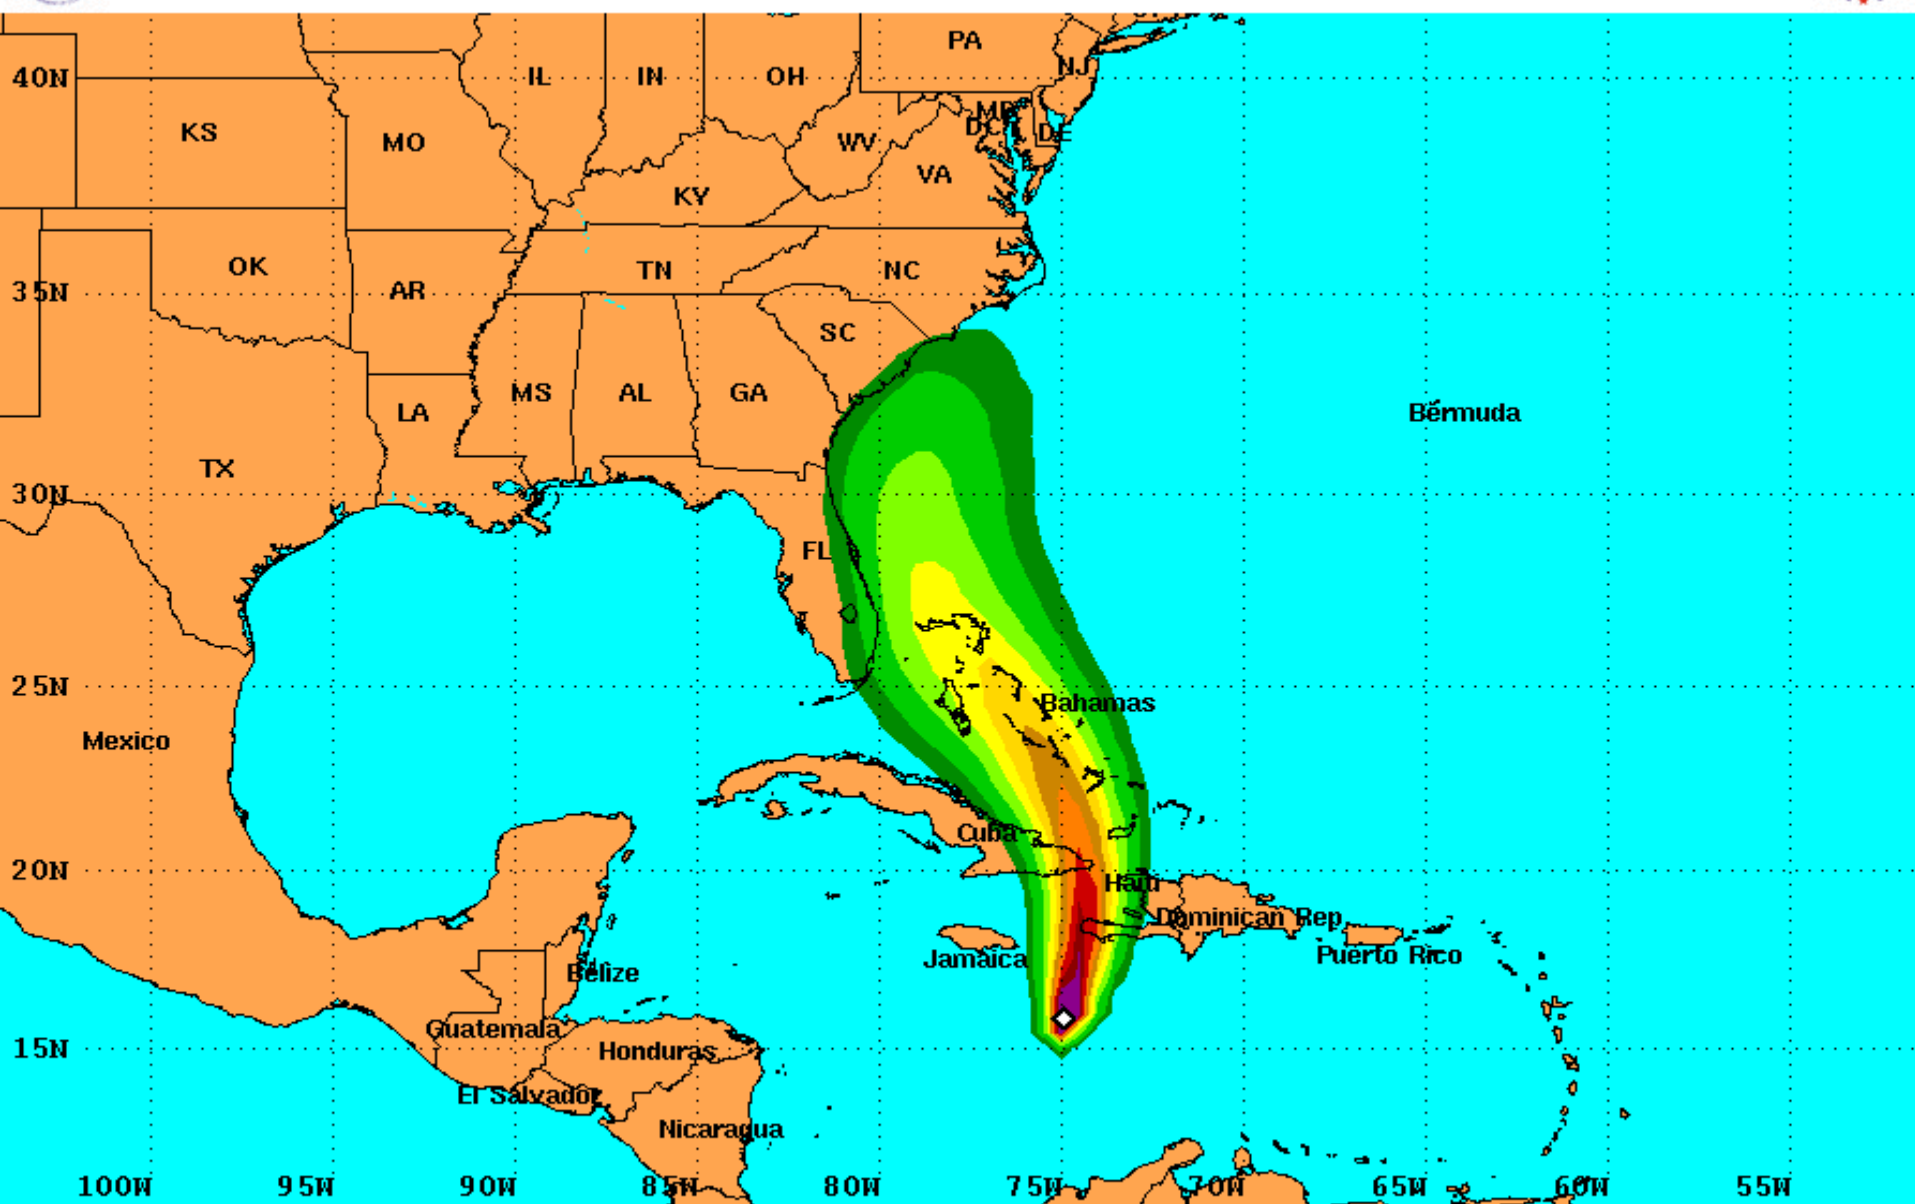 PA
40N
IL
IN
OH
NJ
MD
DC
DE
KS
MO
WV
VA
KY
OK
TN
NC
AR
35N
SC
MS
AL
GA
LA
Bermuda
TX
30N
FL
25N
Bahamas
Mexico
Cuba
20N
Haiti
Dominican Rep
Jamaica
Puerto Rico
Belize
Guatemala
15N
Honduras
El Salvador
Nicaragua
100W 95W 90W 85W 80W 75W 70W 65W 60W 55W